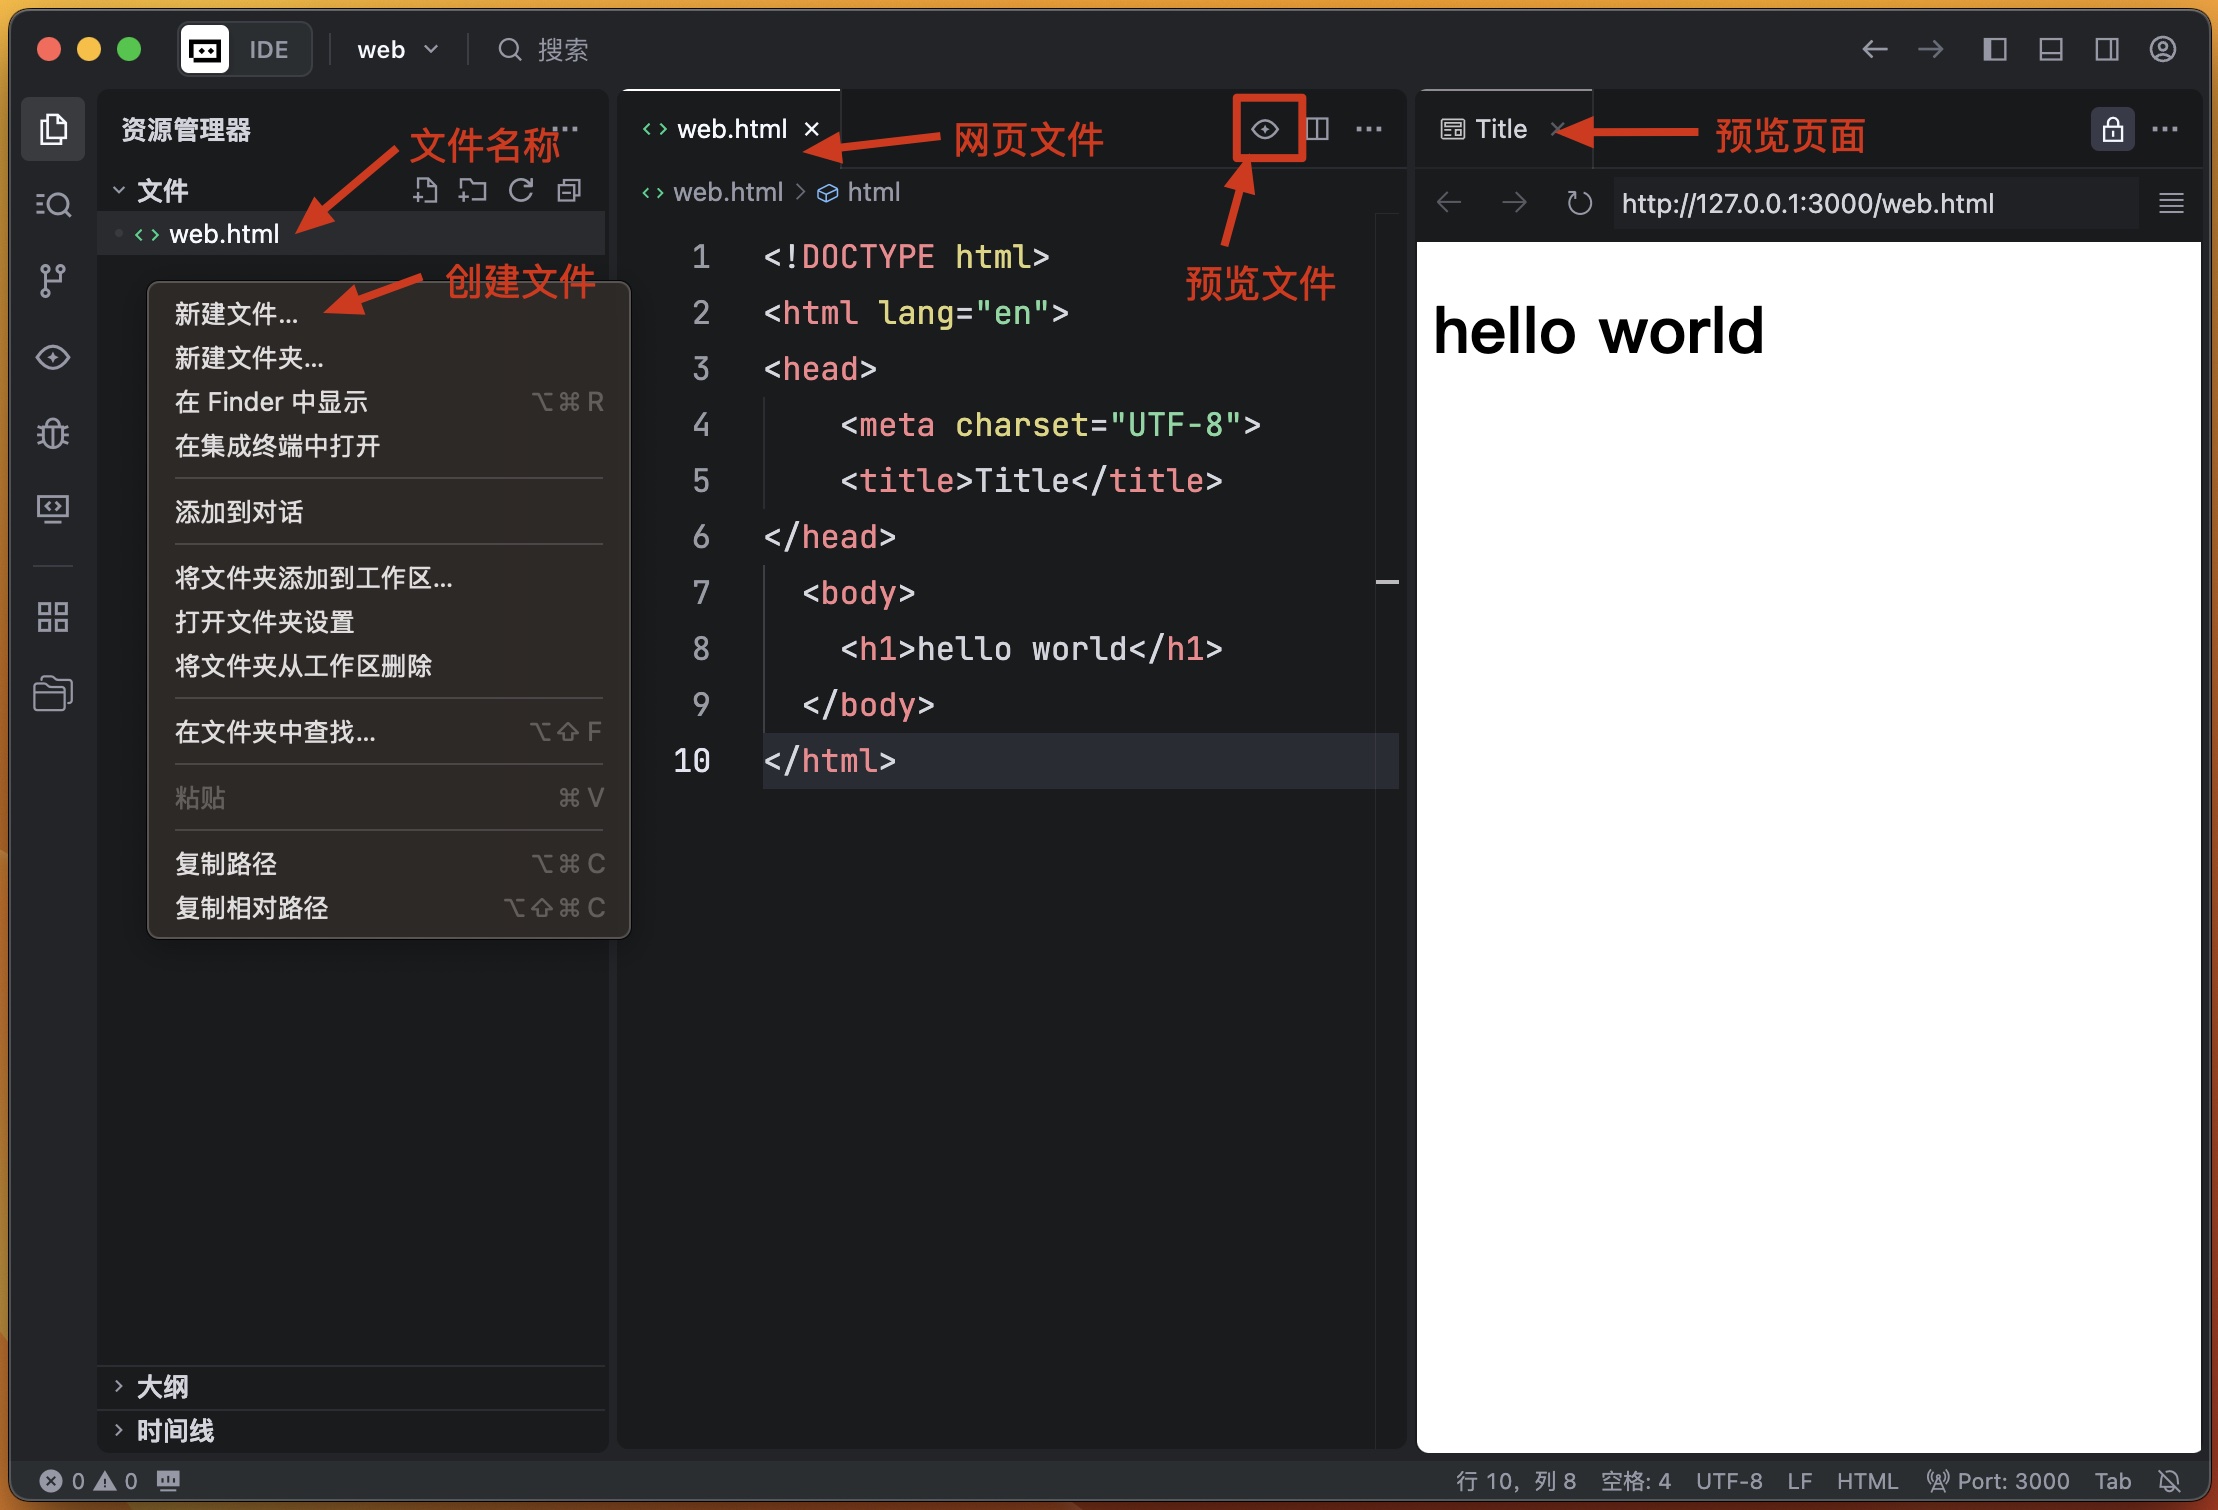 IDE
web
搜索
资源管理器
文件名称
文件
web.html
创建文件
新建文件...
新建文件夹...
在 Finder 中显示 ⌥⌘R
在集成终端中打开
添加到对话
将文件夹添加到工作区...
打开文件夹设置
将文件夹从工作区删除
在文件夹中查找... ⌥⇧F
粘贴 ⌘V
复制路径 ⌥⌘C
复制相对路径 ⌥⇧⌘C
大纲
时间线
web.html
网页文件
web.html > html
预览文件
1 <!DOCTYPE html>
2 <html lang="en">
3 <head>
4     <meta charset="UTF-8">
5     <title>Title</title>
6 </head>
7   <body>
8     <h1>hello world</h1>
9   </body>
10 </html>
Title
预览页面
http://127.0.0.1:3000/web.html
hello world
0 0
行 10，列 8 空格: 4 UTF-8 LF HTML Port: 3000 Tab